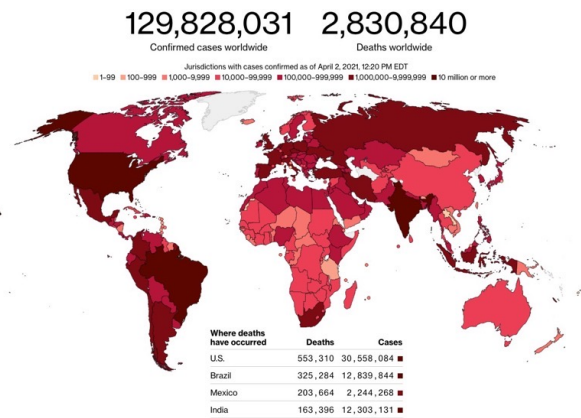 129,828,031 2,830,840
Confirmed cases worldwide Deaths worldwide
Jurisdictions with cases confirmed as of April 2, 2021, 12:20 PM EDT
1–99 100–999 1,000–9,999 10,000–99,999 100,000–999,999 1,000,000–9,999,999 10 million or more
Where deaths
have occurred Deaths Cases
U.S. 553,310 30,558,084
Brazil 325,284 12,839,844
Mexico 203,664 2,244,268
India 163,396 12,303,131